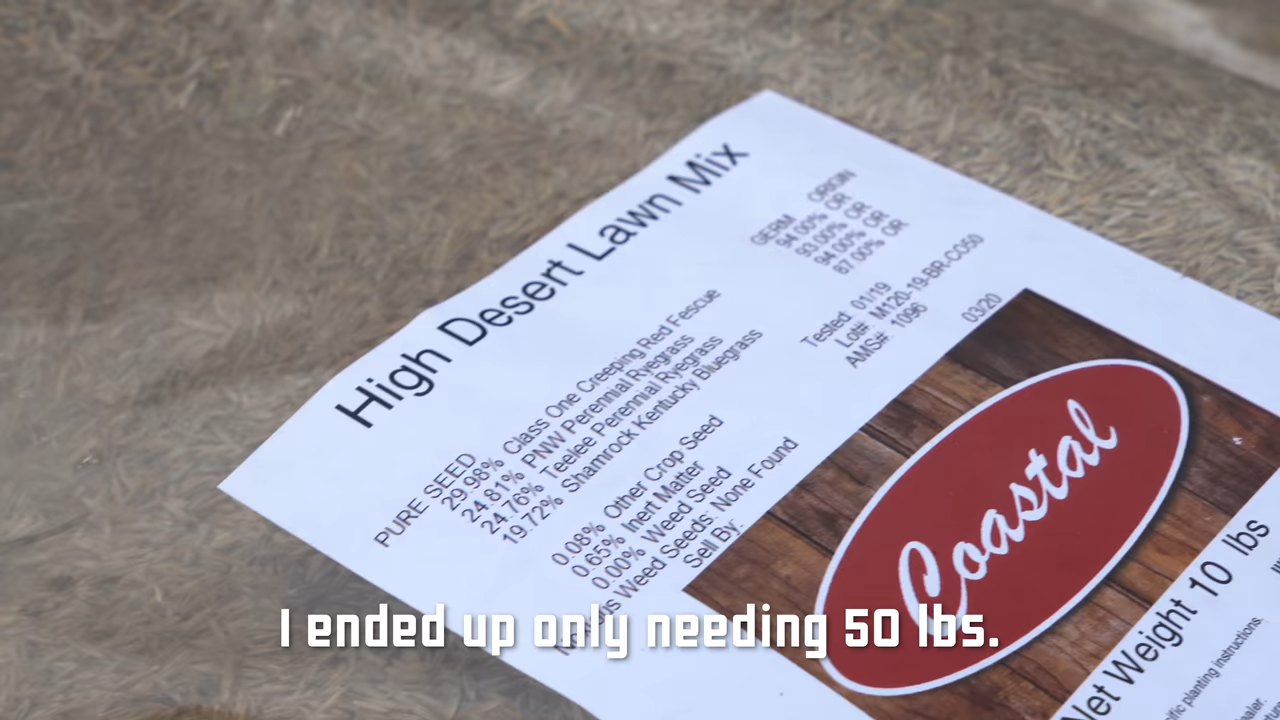 High Desert Lawn Mix
PURE SEED
GERM ORIGIN
29.98% Class One Creeping Red Fescue 94.00% OR
24.81% PNW Perennial Ryegrass 93.00% OR
24.76% Teelee Perennial Ryegrass 94.00% OR
19.72% Shamrock Kentucky Bluegrass 87.00% OR
0.08% Other Crop Seed
0.65% Inert Matter
0.00% Weed Seed
Weed Seeds: None Found
Tested: 01/19
Lot#: M120-19-BR-CO50
AMS#: 1096
Sell By: 03/20
Coastal
Net Weight 10 lbs
planting instructions.
I ended up only needing 50 lbs.